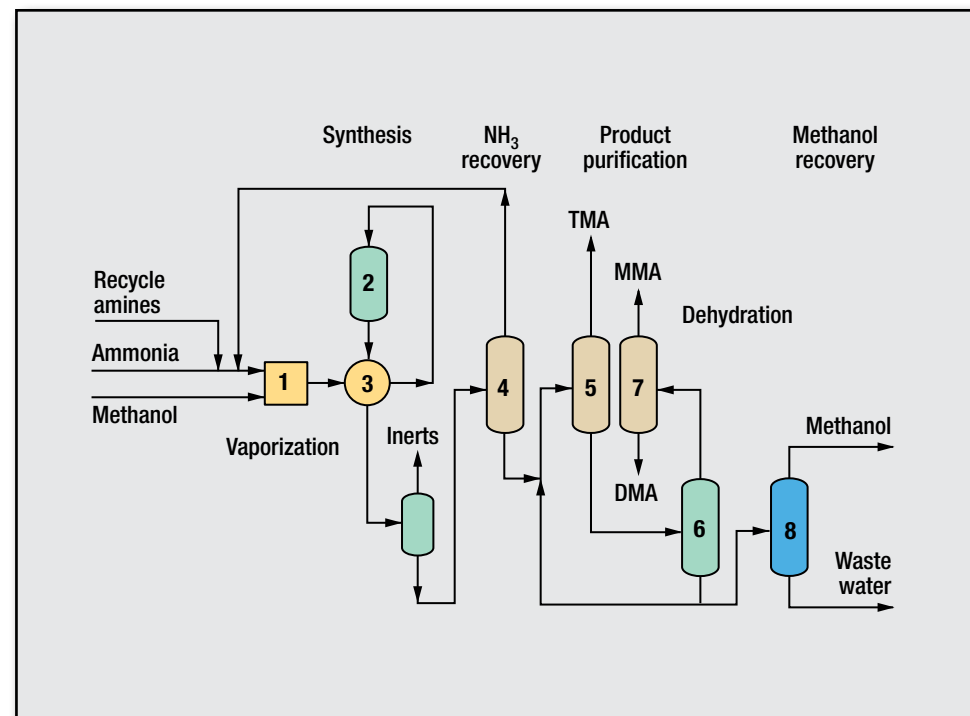 Synthesis
NH₃
recovery
Product
purification
Methanol
recovery
TMA
MMA
Dehydration
Recycle
amines
Ammonia
Methanol
1
2
3
4
5
7
Vaporization
Inerts
DMA
6
8
Methanol
Waste
water